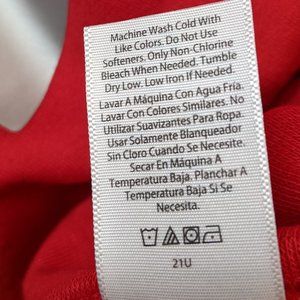 Machine Wash Cold With
Like Colors. Do Not Use
Softeners. Only Non-Chlorine
Bleach When Needed. Tumble
Dry Low. Low Iron If Needed.
Lavar A Máquina Con Agua Fría.
Lavar Con Colores Similares. No
Utilizar Suavizantes Para Ropa.
Usar Solamente Blanqueador
Sin Cloro Cuando Se Necesite.
Secar En Máquina A
Temperatura Baja. Planchar A
Temperatura Baja Si Se
Necesita.
21U